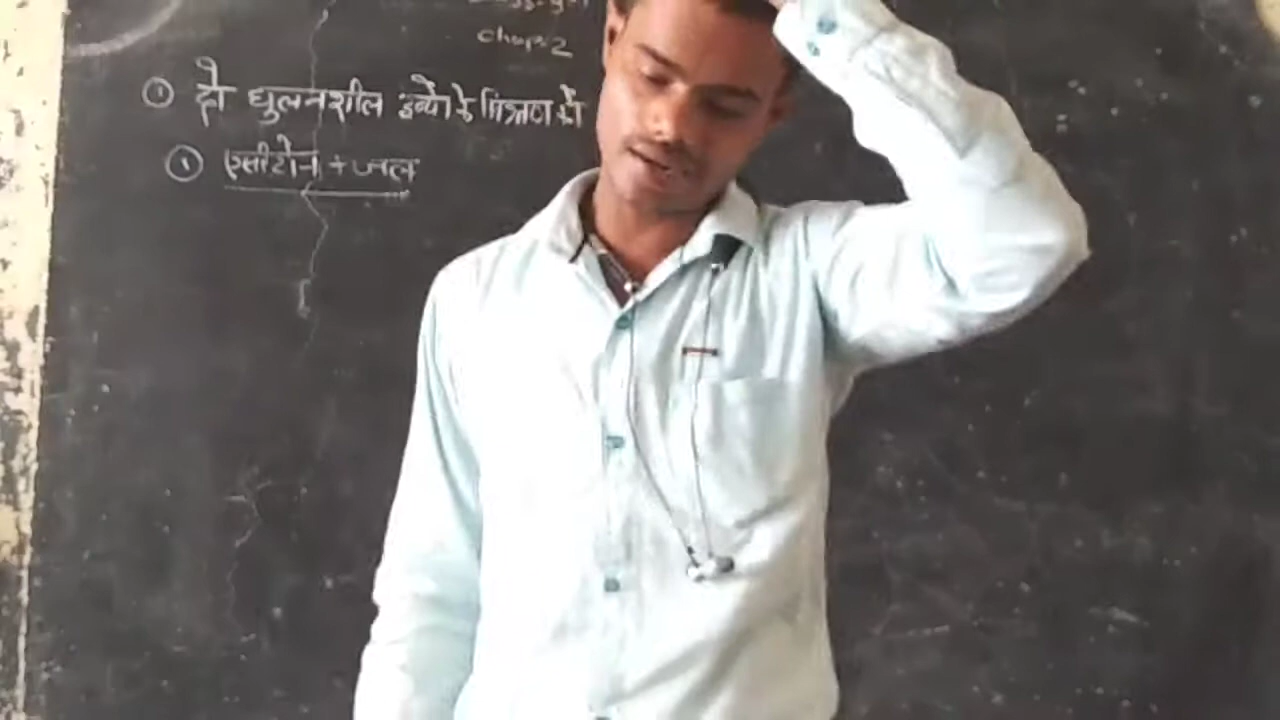 chap-2
① दो घुलनशील द्रव्यों के मिश्रण को
① एसीटोन + जल